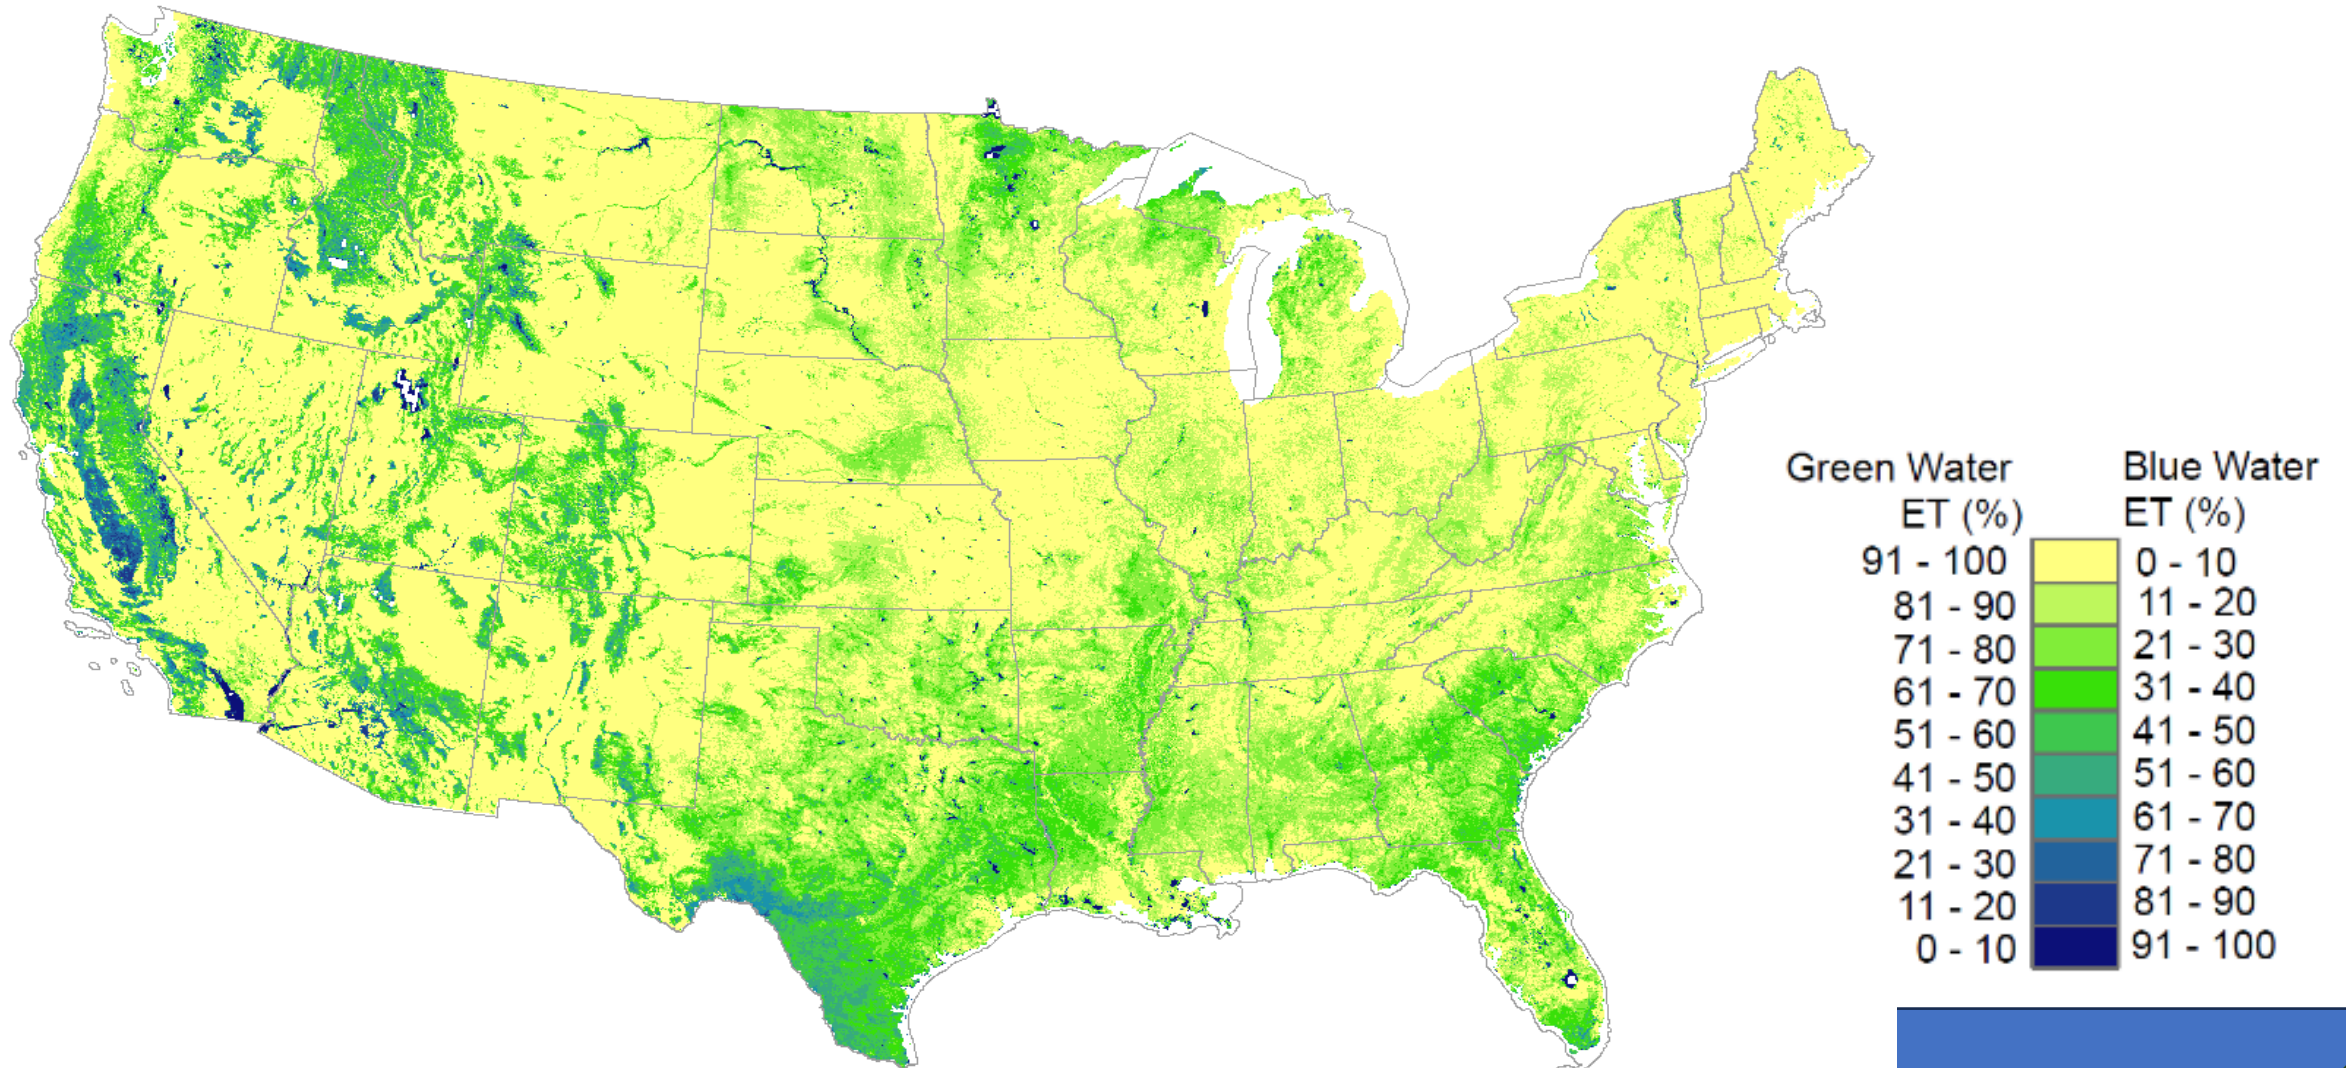 Green Water Blue Water
ET (%) ET (%)
91 - 100 0 - 10
81 - 90 11 - 20
71 - 80 21 - 30
61 - 70 31 - 40
51 - 60 41 - 50
41 - 50 51 - 60
31 - 40 61 - 70
21 - 30 71 - 80
11 - 20 81 - 90
0 - 10 91 - 100